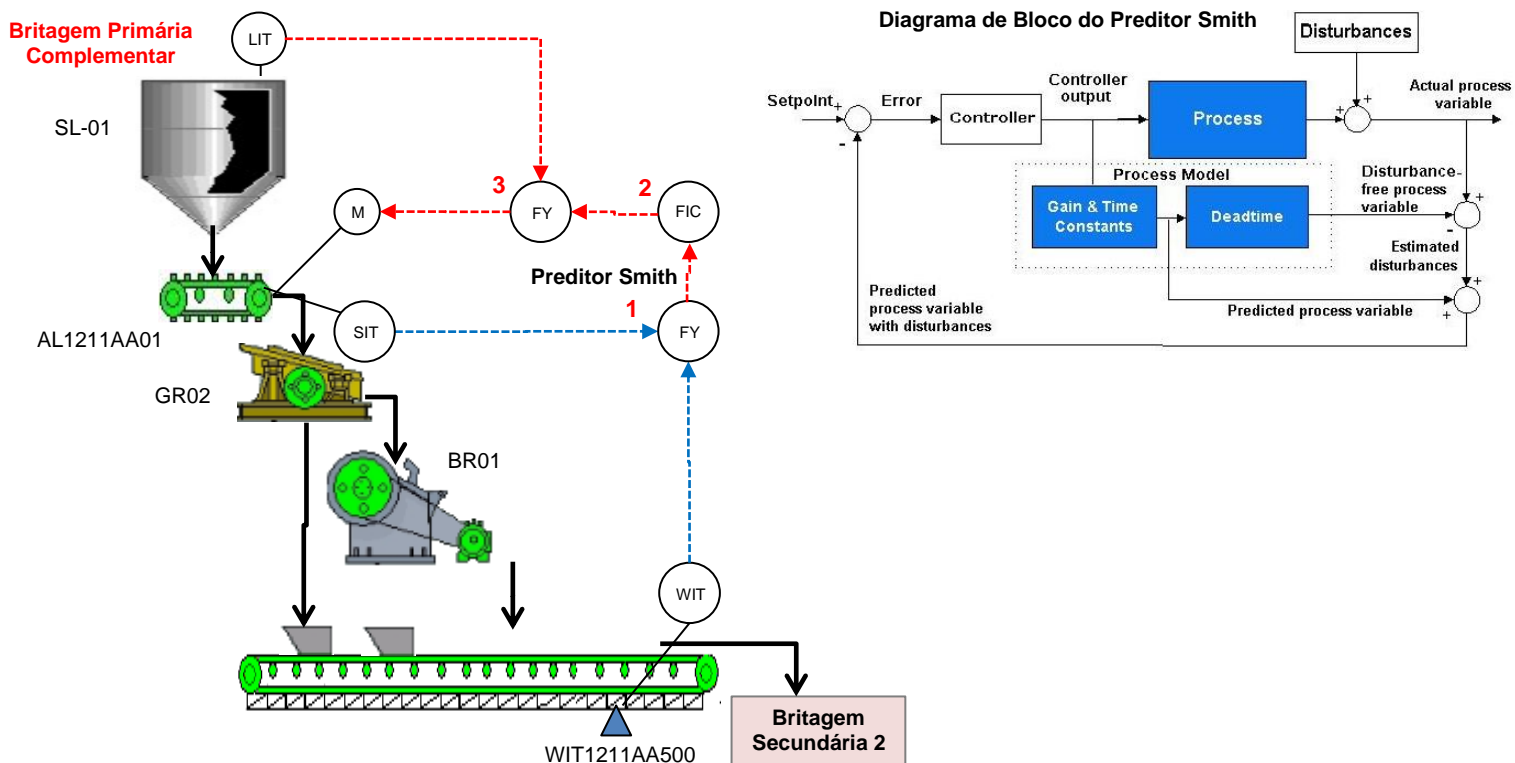 Britagem Primária
Complementar
LIT
SL-01
M
3
FY
2
FIC
Preditor Smith
1
SIT
FY
AL1211AA01
GR02
BR01
WIT
WIT1211AA500
Britagem
Secundária 2
Diagrama de Bloco do Preditor Smith
Disturbances
Setpoint
+
-
Error
Controller
Controller
output
Process
+
+
Actual process
variable
Process Model
Gain & Time
Constants
Deadtime
Disturbance-
free process
variable
+
-
Estimated
disturbances
+
+
Predicted
process variable
with disturbances
Predicted process variable